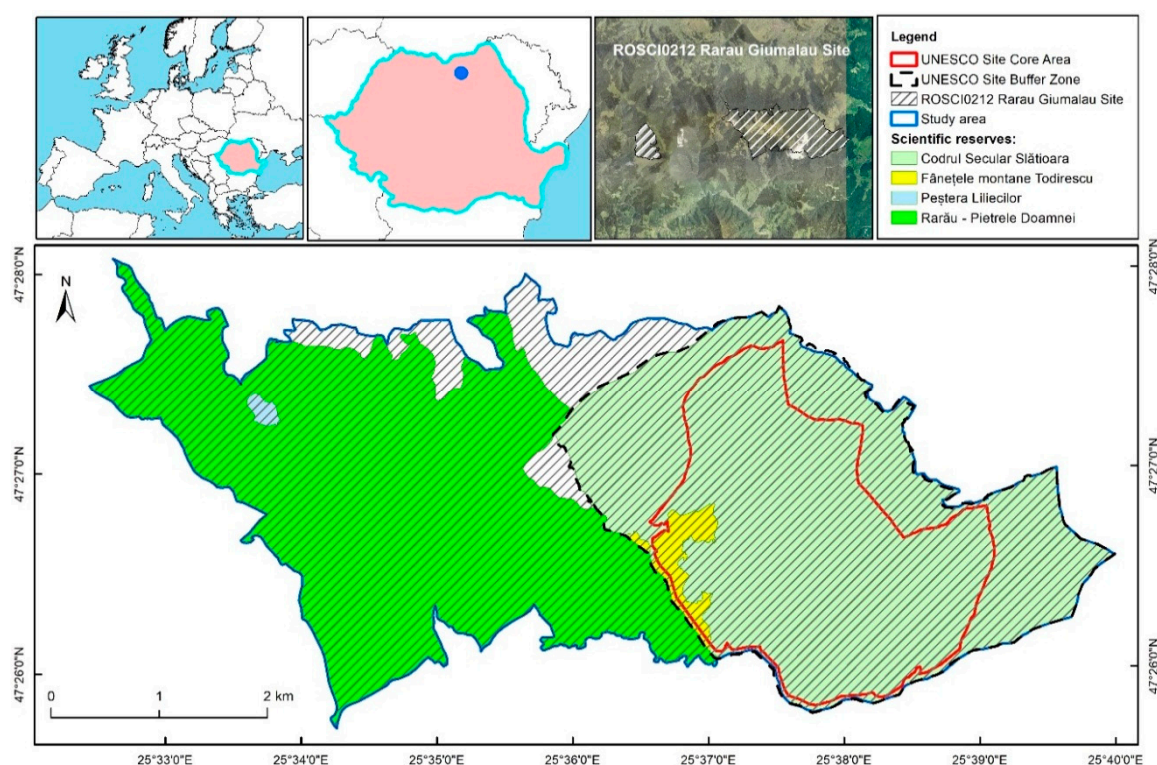 ROSCI0212 Rarau Giumalau Site
Legend
UNESCO Site Core Area
UNESCO Site Buffer Zone
ROSCI0212 Rarau Giumalau Site
Study area
Scientific reserves:
Codrul Secular Slătioara
Fânețele montane Todirescu
Peștera Liliecilor
Rarău - Pietrele Doamnei
47°28'0"N
47°28'0"N
N
47°27'0"N
47°27'0"N
47°26'0"N
47°26'0"N
0 1 2 km
25°33'0"E 25°34'0"E 25°35'0"E 25°36'0"E 25°37'0"E 25°38'0"E 25°39'0"E 25°40'0"E